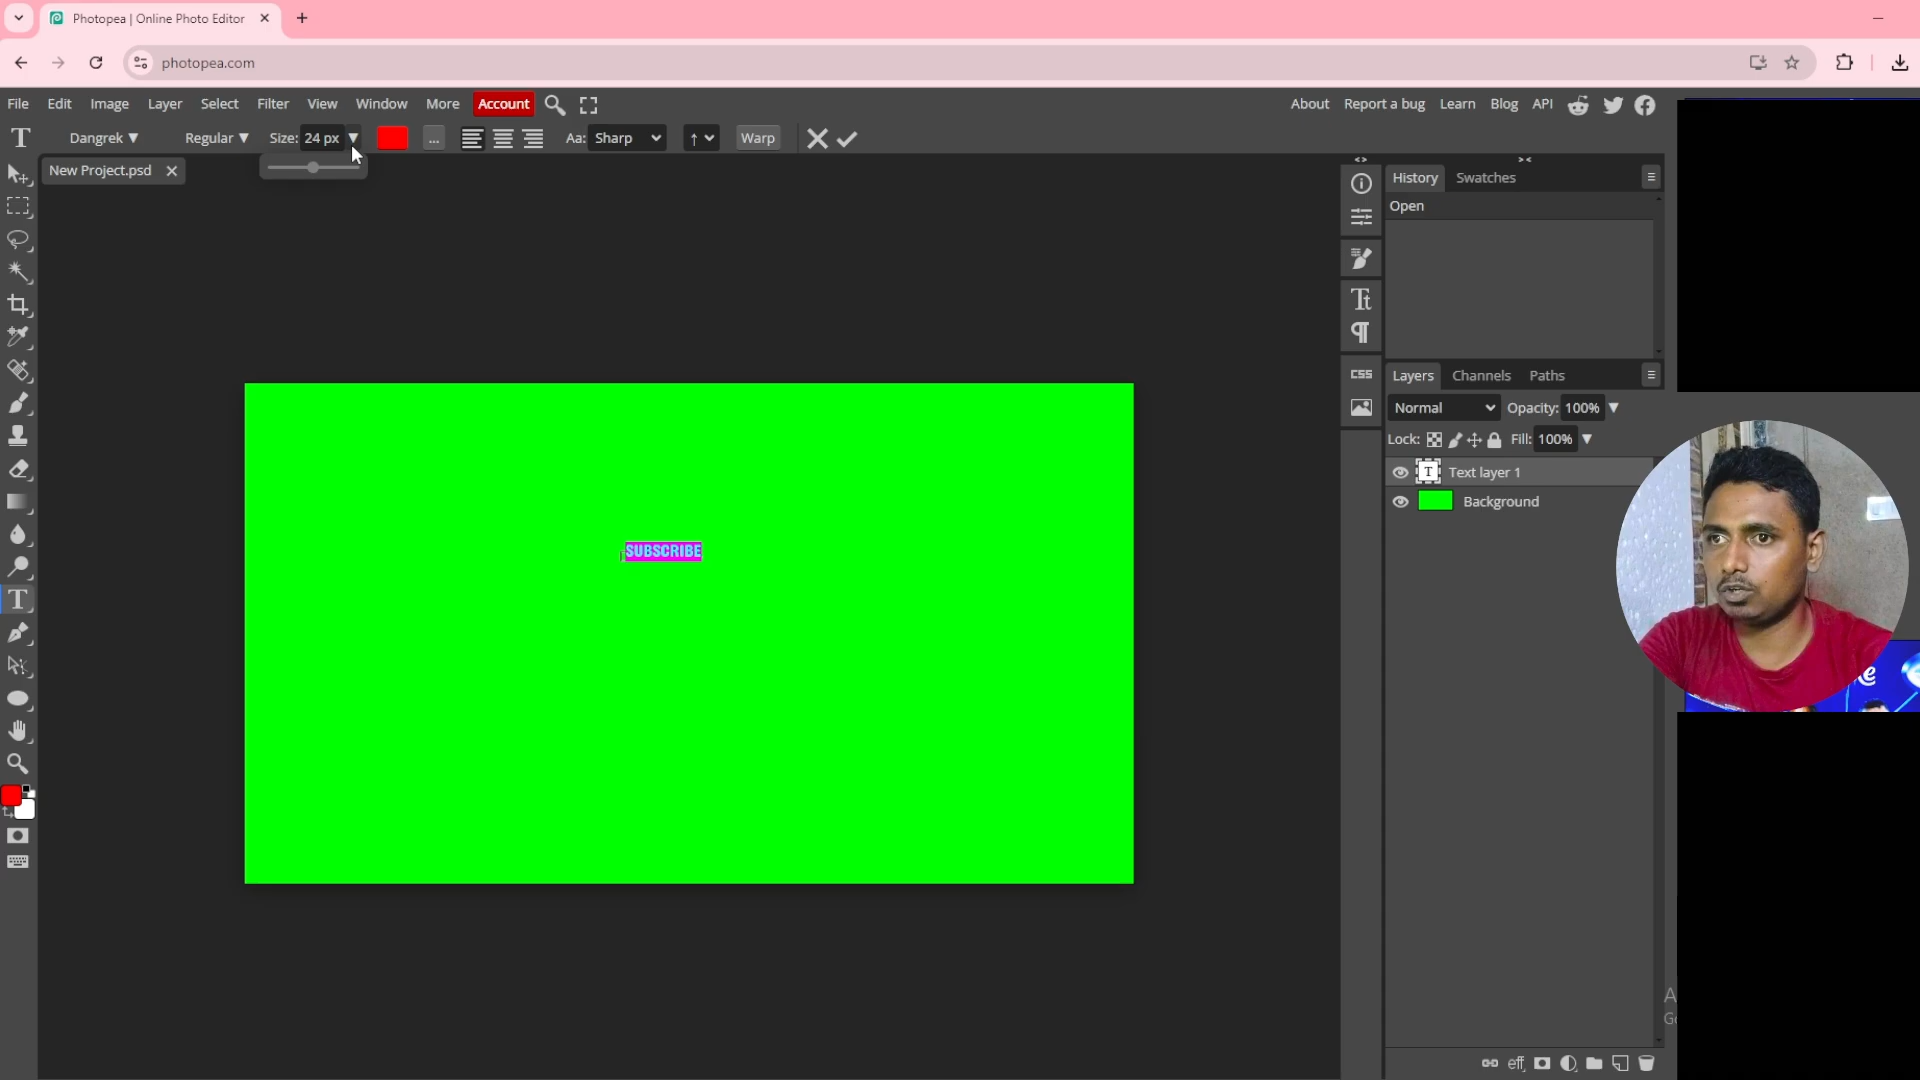 Photopea | Online Photo Editor
photopea.com
File Edit Image Layer Select Filter View Window More Account
About Report a bug Learn Blog API
Dangrek Regular Size: 24 px ... Aa: Sharp Warp
New Project.psd
History Swatches
Open
CSS
Layers Channels Paths
Normal Opacity: 100%
Lock: Fill: 100%
Text layer 1
Background
SUBSCRIBE
eff